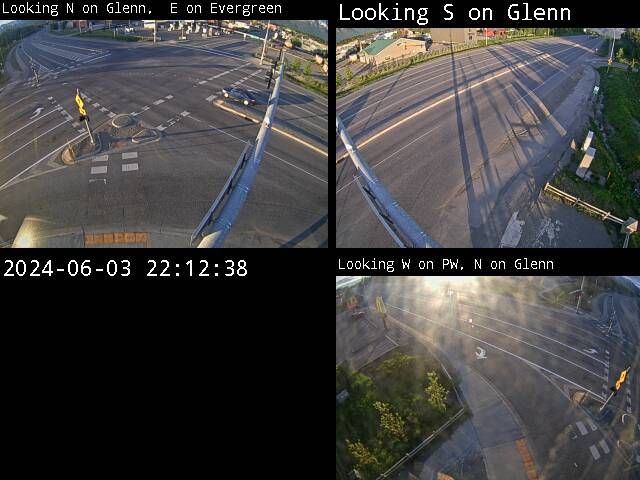 Looking N on Glenn,  E on Evergreen
Looking S on Glenn
2024-06-03 22:12:38
Looking W on PW, N on Glenn